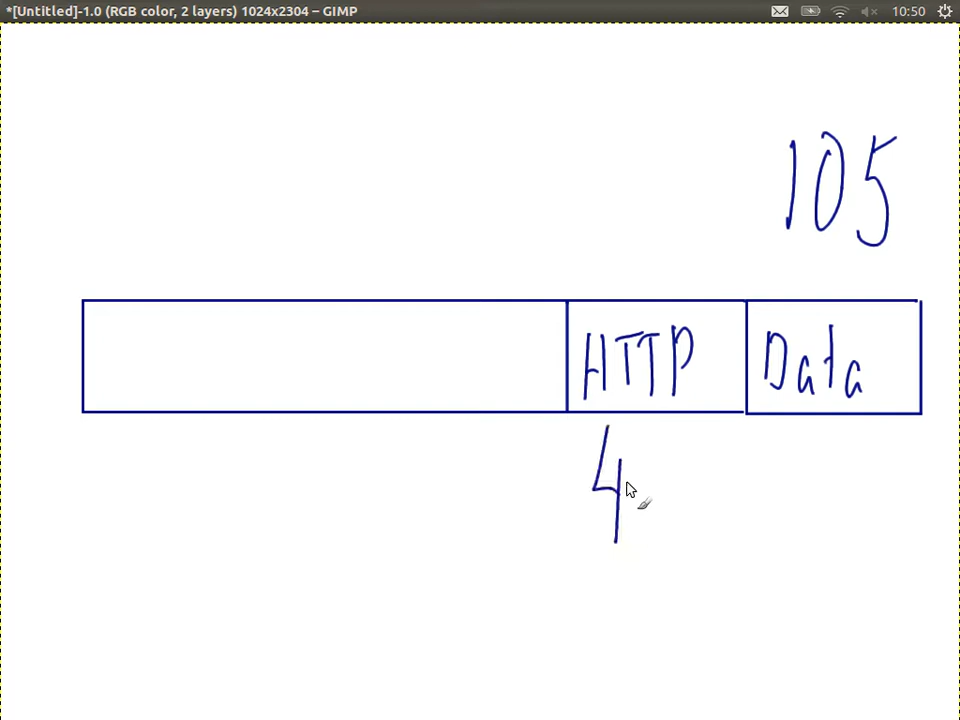 *[Untitled]-1.0 (RGB color, 2 layers) 1024x2304 – GIMP 10:50
105
HTTP Data
4